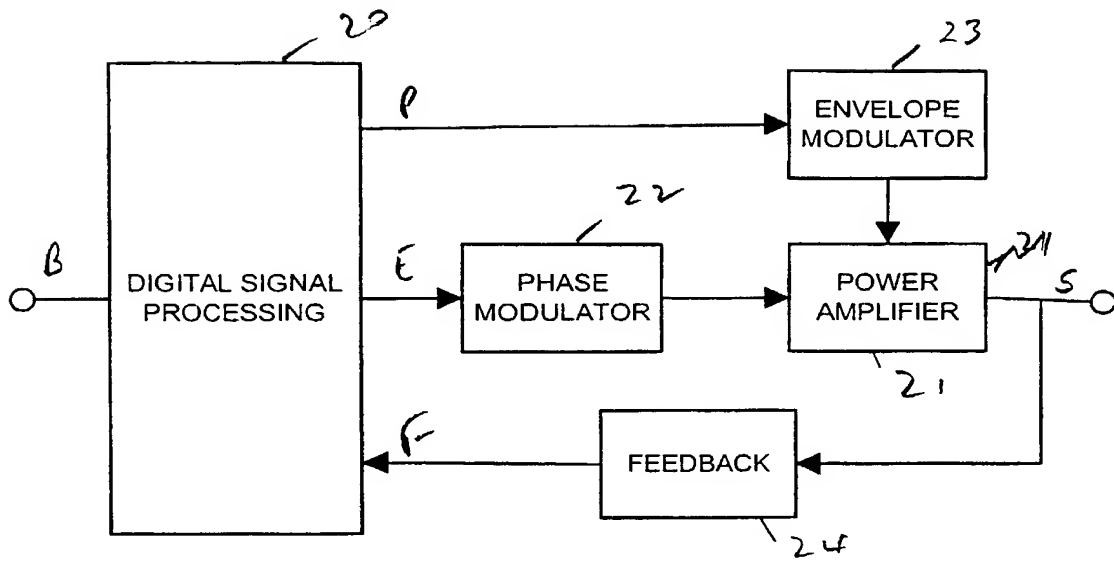 20
23
P
ENVELOPE
MODULATOR
22
B
DIGITAL SIGNAL
PROCESSING
E
PHASE
MODULATOR
POWER
AMPLIFIER
S
21
F
FEEDBACK
24